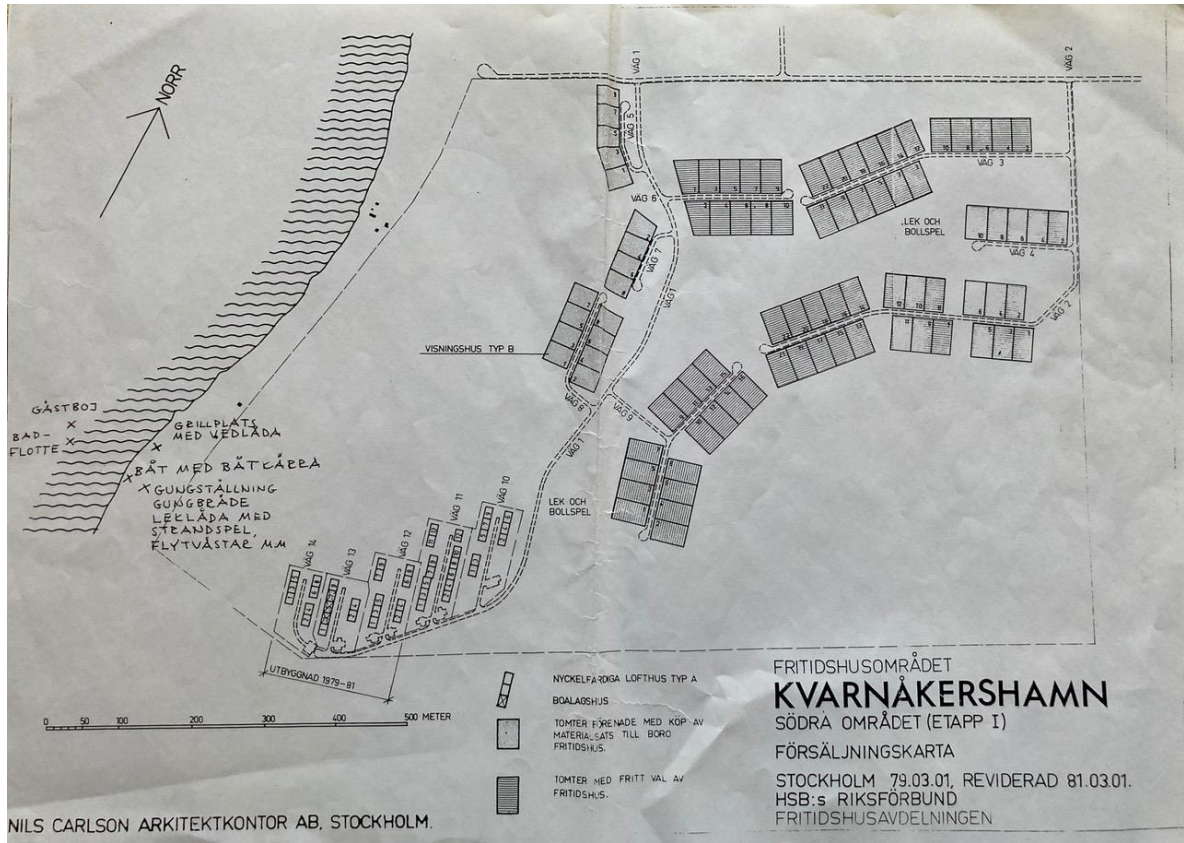 VÄG 1
VÄG 2
NORR
VÄG 5
VÄG 3
VÄG 6
LEK OCH
BOLLSPEL
VÄG 7
VÄG 4
VÄG 1
VÄG 2
VISNINGSHUS TYP B
VÄG 8
VÄG 9
VÄG 1
GÄSTBOJ
BAD-
FLOTTE
GRILLPLATS
MED VEDLÅDA
BÅT MED BÅTKÄRRA
GUNGSTÄLLNING
GUNGBRÄDE
LEKLÅDA MED
STRANDSPEL,
FLYTVÄSTAR MM
LEK OCH
BOLLSPEL
VÄG 14
VÄG 13
VÄG 12
VÄG 11
VÄG 10
UTBYGGNAD 1979-81
0 50 100 200 300 400 500 METER
NYCKELFÄRDIGA LOFTHUS TYP A
BOALAGSHUS
TOMTER FÖRENADE MED KÖP AV
MATERIALSATS TILL BORO
FRITIDSHUS.
TOMTER MED FRITT VAL AV
FRITIDSHUS.
FRITIDSHUSOMRÅDET
KVARNÅKERSHAMN
SÖDRA OMRÅDET (ETAPP I)
FÖRSÄLJNINGSKARTA
STOCKHOLM 79.03.01, REVIDERAD 81.03.01.
HSB:s RIKSFÖRBUND
FRITIDSHUSAVDELNINGEN
NILS CARLSON ARKITEKTKONTOR AB, STOCKHOLM.